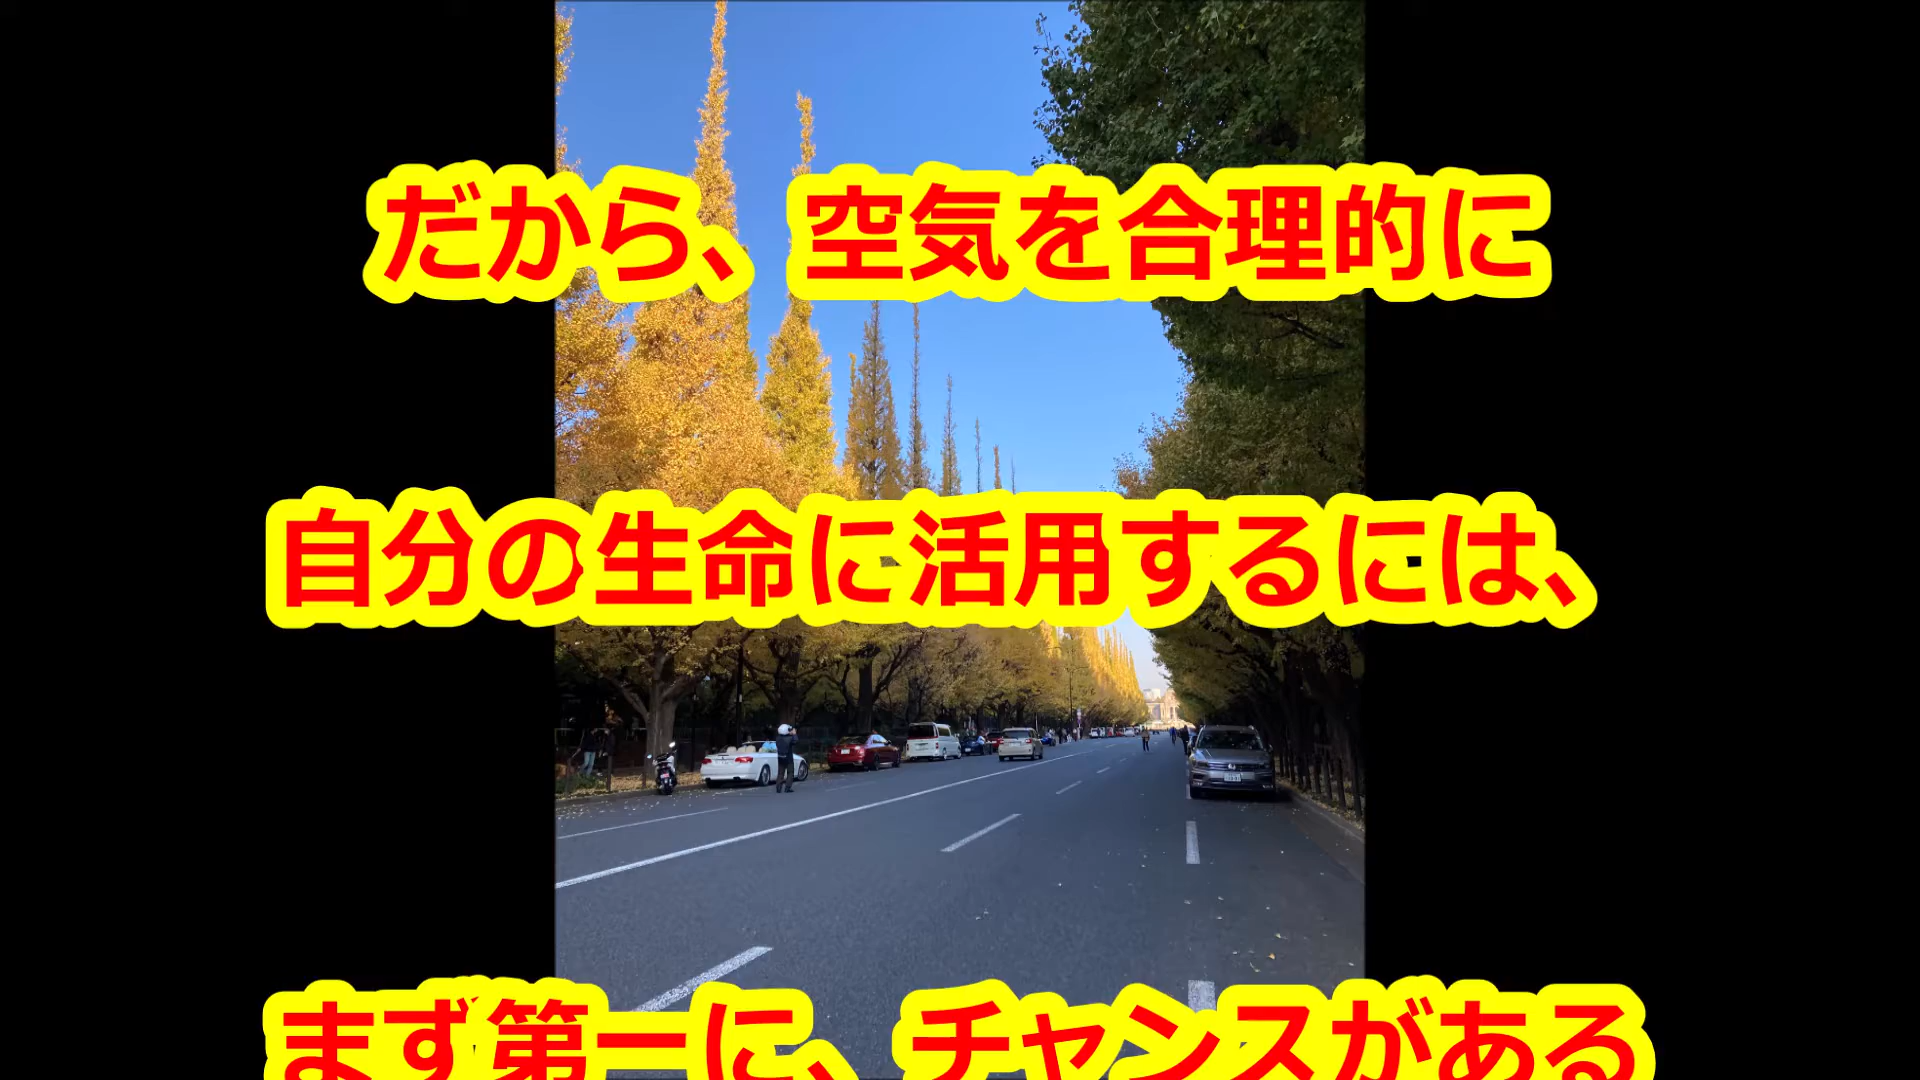 だから、空気を合理的に
自分の生命に活用するには、
まず第一に、チャンスがある